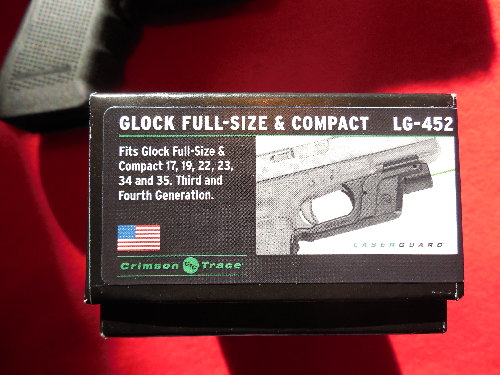 GLOCK FULL-SIZE & COMPACT LG-452
Fits Glock Full-Size &
Compact 17, 19, 22, 23,
34 and 35. Third and
Fourth Generation.
LASERGUARD
Crimson CTC Trace